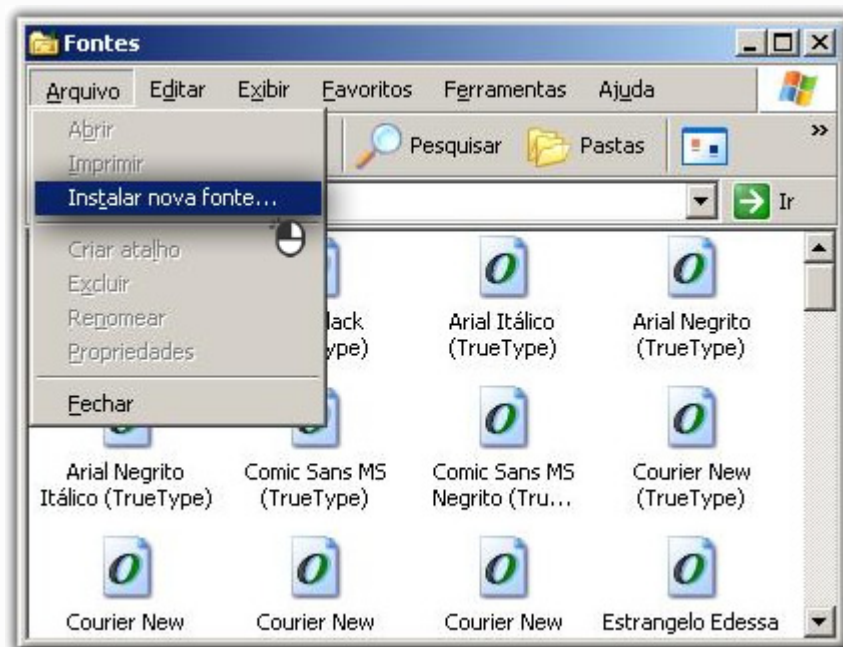 Fontes
Arquivo Editar Exibir Favoritos Ferramentas Ajuda
Abrir
Imprimir
Instalar nova fonte...
Criar atalho
Excluir
Renomear
Propriedades
Fechar
Pesquisar Pastas »
Ir
lack
ype)
Arial Itálico
(TrueType)
Arial Negrito
(TrueType)
Arial Negrito
Itálico (TrueType)
Comic Sans MS
(TrueType)
Comic Sans MS
Negrito (Tru...
Courier New
(TrueType)
Courier New
Courier New
Courier New
Estrangelo Edessa